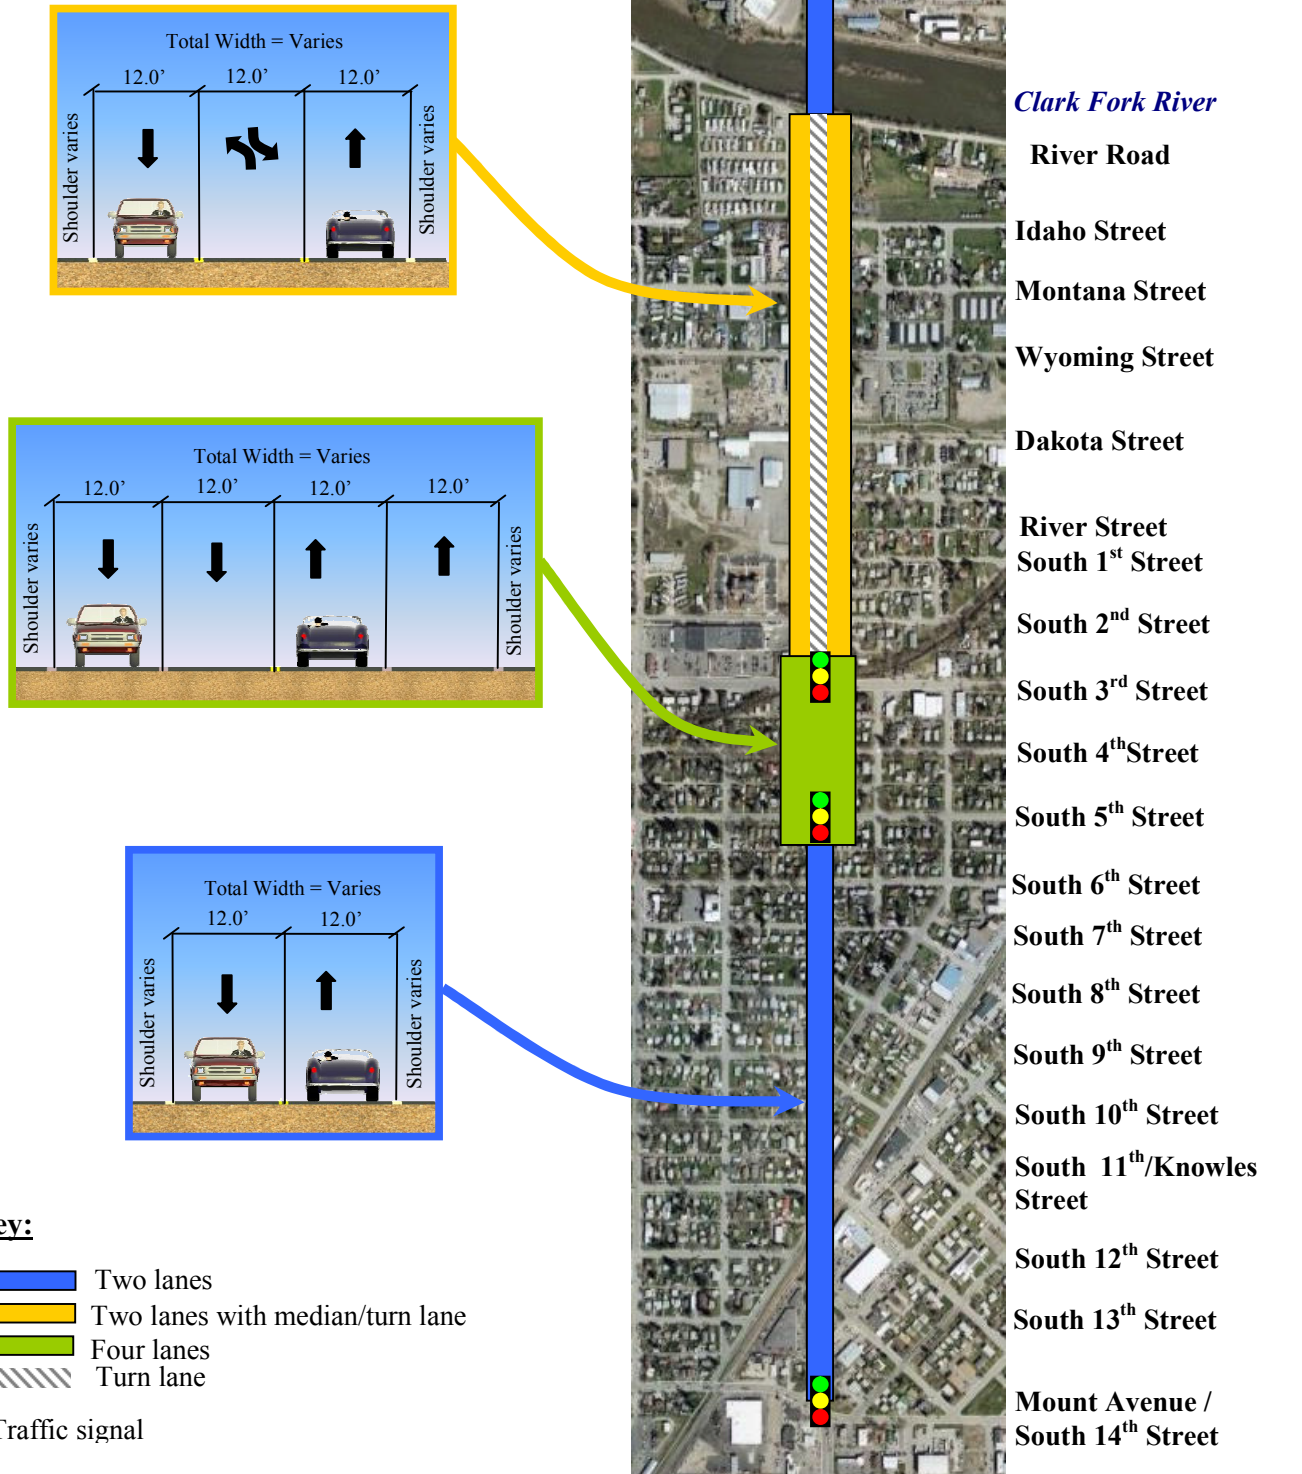 Total Width = Varies
12.0’ 12.0’ 12.0’
Shoulder varies
Shoulder varies
Total Width = Varies
12.0’ 12.0’ 12.0’ 12.0’
Shoulder varies
Shoulder varies
Total Width = Varies
12.0’ 12.0’
Shoulder varies
Shoulder varies
ey:
Two lanes
Two lanes with median/turn lane
Four lanes
Turn lane
Traffic signal
Clark Fork River
River Road
Idaho Street
Montana Street
Wyoming Street
Dakota Street
River Street
South 1st Street
South 2nd Street
South 3rd Street
South 4thStreet
South 5th Street
South 6th Street
South 7th Street
South 8th Street
South 9th Street
South 10th Street
South 11th/Knowles
Street
South 12th Street
South 13th Street
Mount Avenue /
South 14th Street